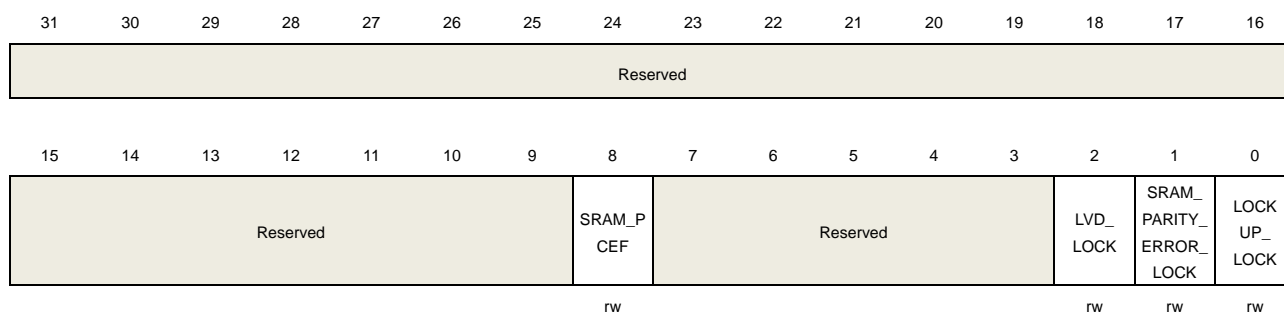 31 30 29 28 27 26 25 24 23 22 21 20 19 18 17 16
Reserved
15 14 13 12 11 10 9 8 7 6 5 4 3 2 1 0
Reserved
SRAM_P
CEF
Reserved
LVD_
LOCK
SRAM_
PARITY_
ERROR_
LOCK
LOCK
UP_
LOCK
rw rw rw rw